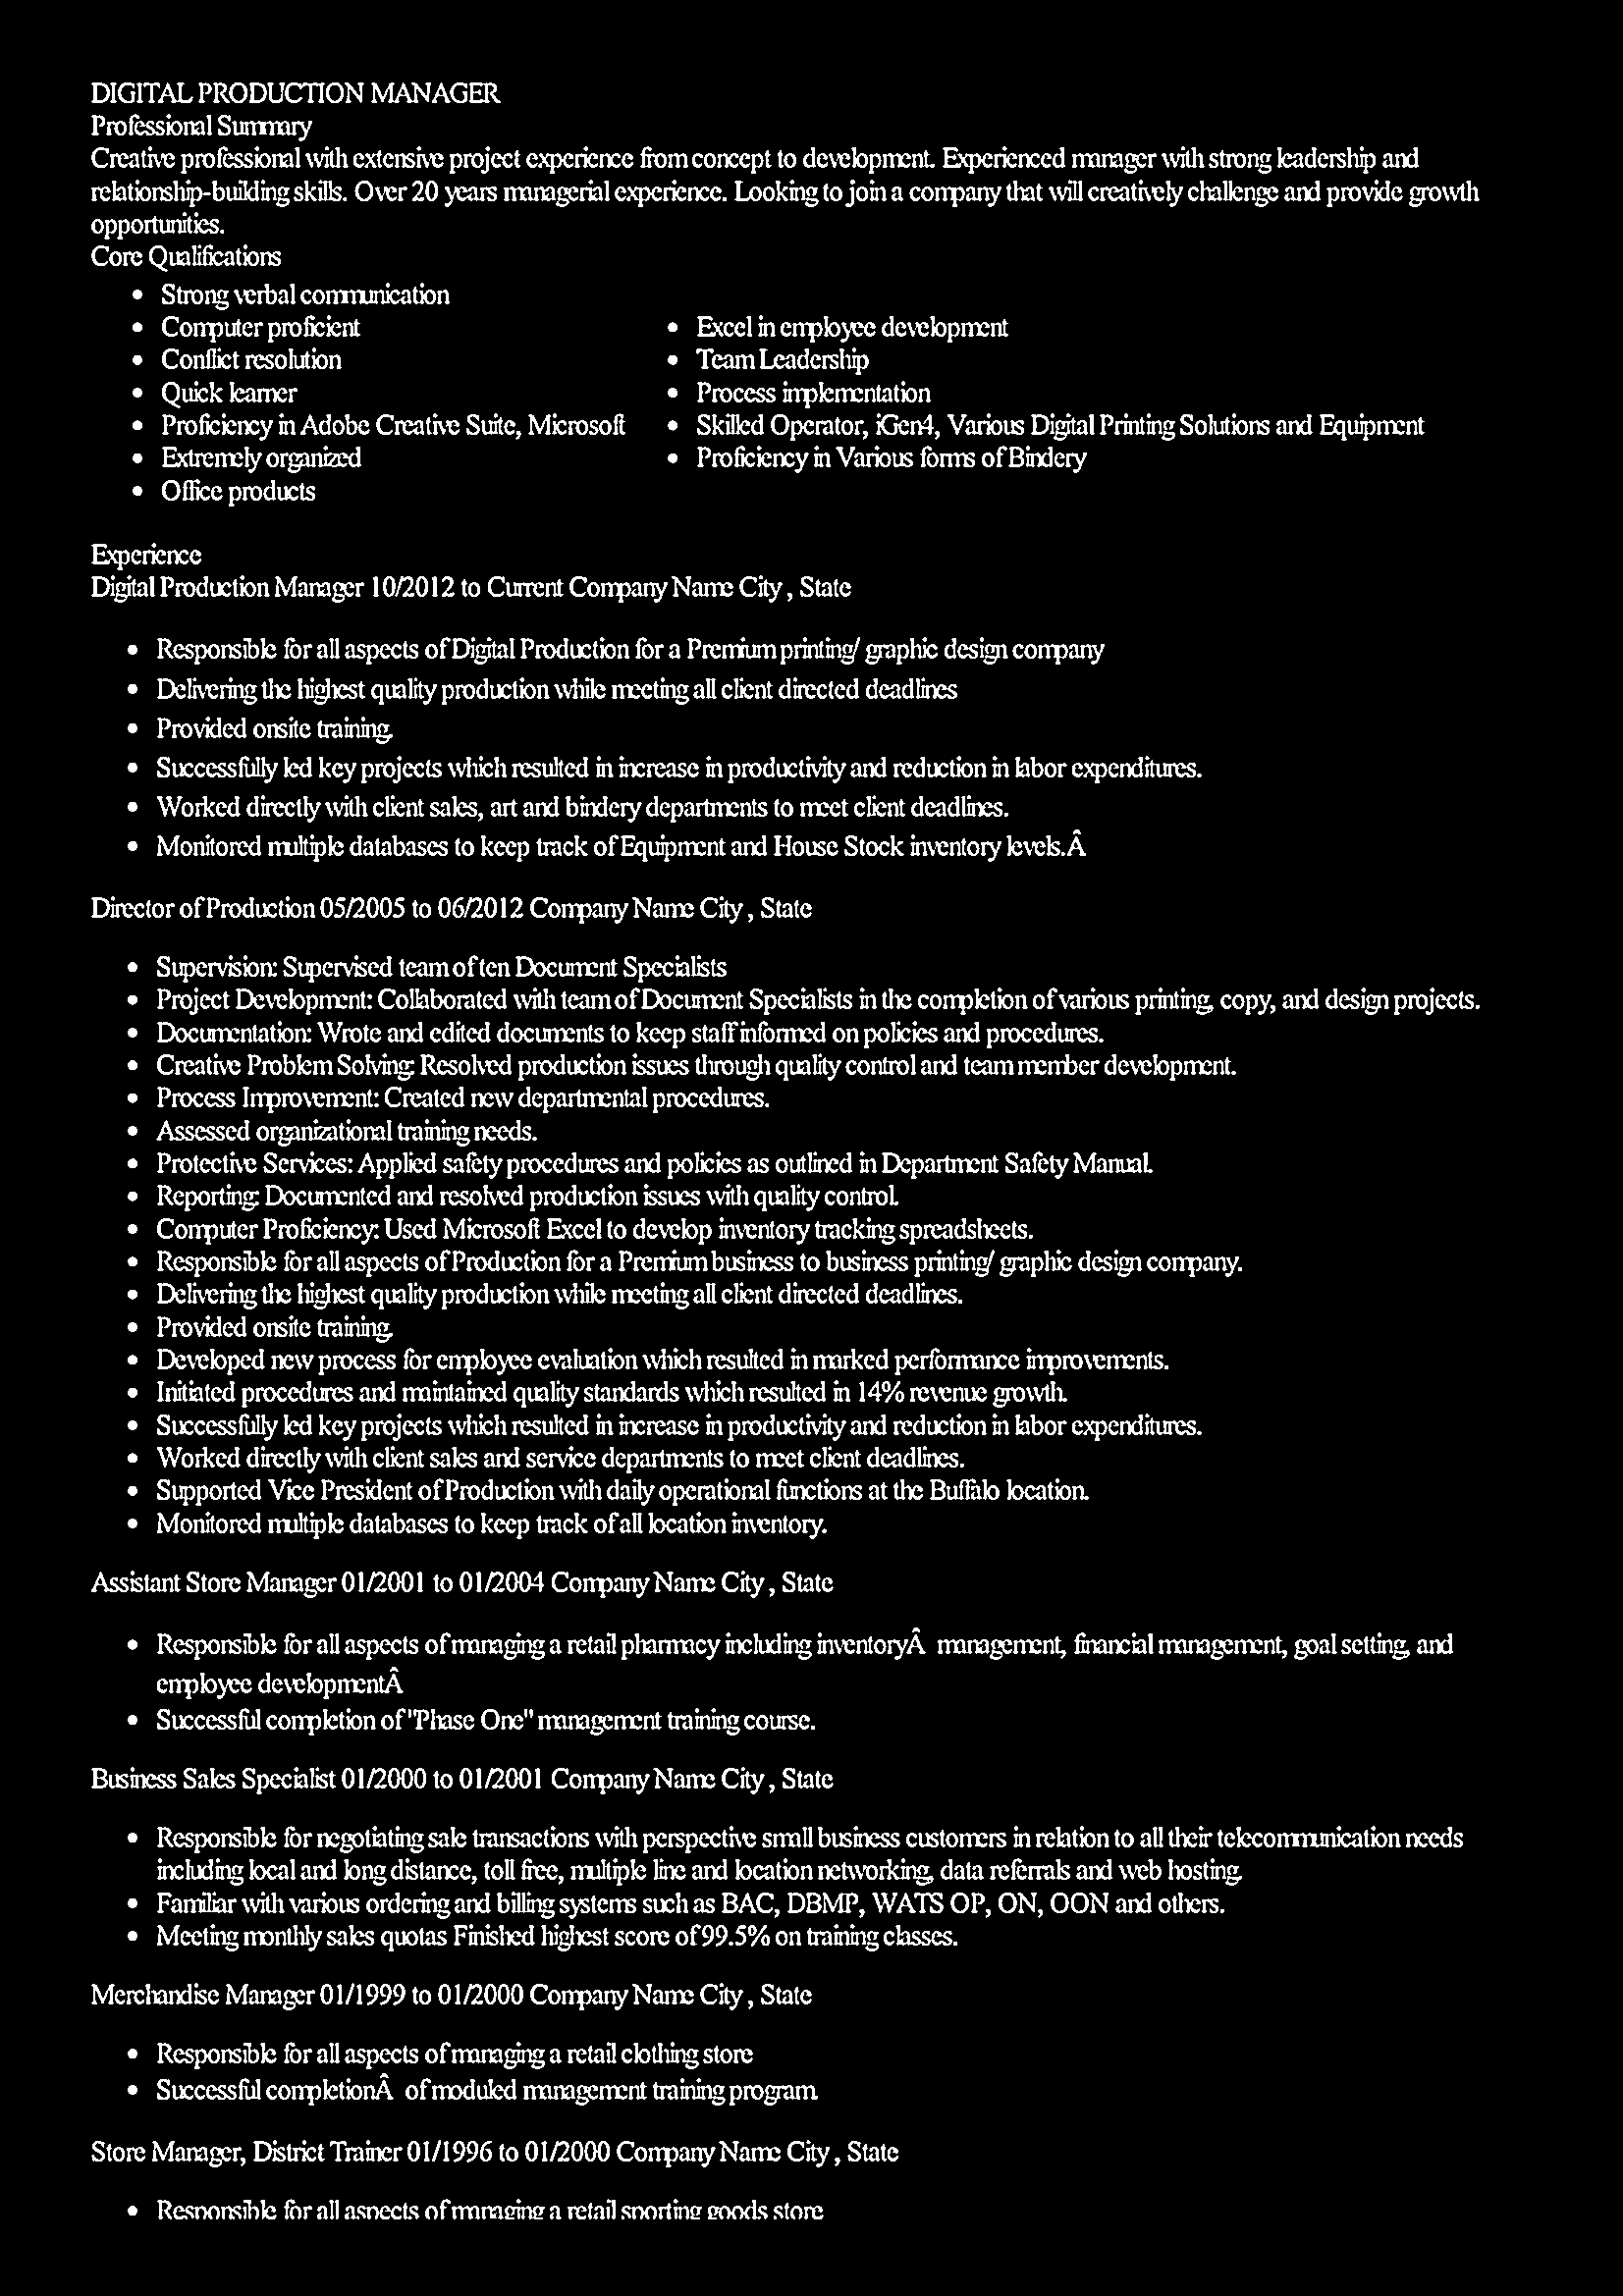 DIGITAL PRODUCTION MANAGER
Professional Summary
Creative professional with extensive project experience from concept to development. Experienced manager with strong leadership and
relationship-building skills. Over 20 years managerial experience. Looking to join a company that will creatively challenge and provide growth
opportunities.
Core Qualifications
• Strong verbal communication
• Computer proficient
• Conflict resolution
• Quick learner
• Proficiency in Adobe Creative Suite, Microsoft
• Extremely organized
• Office products
• Excel in employee development
• Team Leadership
• Process implementation
• Skilled Operator, iGen4, Various Digital Printing Solutions and Equipment
• Proficiency in Various forms of Bindery
Experience
Digital Production Manager 10/2012 to Current Company Name City , State
• Responsible for all aspects of Digital Production for a Premium printing/ graphic design company
• Delivering the highest quality production while meeting all client directed deadlines
• Provided onsite training.
• Successfully led key projects which resulted in increase in productivity and reduction in labor expenditures.
• Worked directly with client sales, art and bindery departments to meet client deadlines.
• Monitored multiple databases to keep track of Equipment and House Stock inventory levels.Â
Director of Production 05/2005 to 06/2012 Company Name City , State
• Supervision: Supervised team of ten Document Specialists
• Project Development: Collaborated with team of Document Specialists in the completion of various printing, copy, and design projects.
• Documentation: Wrote and edited documents to keep staff informed on policies and procedures.
• Creative Problem Solving: Resolved production issues through quality control and team member development.
• Process Improvement: Created new departmental procedures.
• Assessed organizational training needs.
• Protective Services: Applied safety procedures and policies as outlined in Department Safety Manual.
• Reporting: Documented and resolved production issues with quality control.
• Computer Proficiency: Used Microsoft Excel to develop inventory tracking spreadsheets.
• Responsible for all aspects of Production for a Premium business to business printing/ graphic design company.
• Delivering the highest quality production while meeting all client directed deadlines.
• Provided onsite training.
• Developed new process for employee evaluation which resulted in marked performance improvements.
• Initiated procedures and maintained quality standards which resulted in 14% revenue growth.
• Successfully led key projects which resulted in increase in productivity and reduction in labor expenditures.
• Worked directly with client sales and service departments to meet client deadlines.
• Supported Vice President of Production with daily operational functions at the Buffalo location.
• Monitored multiple databases to keep track of all location inventory.
Assistant Store Manager 01/2001 to 01/2004 Company Name City , State
• Responsible for all aspects of managing a retail pharmacy including inventoryÂ management, financial management, goal setting, and
employee developmentÂ
• Successful completion of "Phase One" management training course.
Business Sales Specialist 01/2000 to 01/2001 Company Name City , State
• Responsible for negotiating sale transactions with perspective small business customers in relation to all their telecommunication needs
including local and long distance, toll free, multiple line and location networking, data referrals and web hosting.
• Familiar with various ordering and billing systems such as BAC, DBMP, WATS OP, ON, OON and others.
• Meeting monthly sales quotas Finished highest score of 99.5% on training classes.
Merchandise Manager 01/1999 to 01/2000 Company Name City , State
• Responsible for all aspects of managing a retail clothing store
• Successful completionÂ of moduled management training program.
Store Manager, District Trainer 01/1996 to 01/2000 Company Name City , State
• Responsible for all aspects of managing a retail sporting goods store